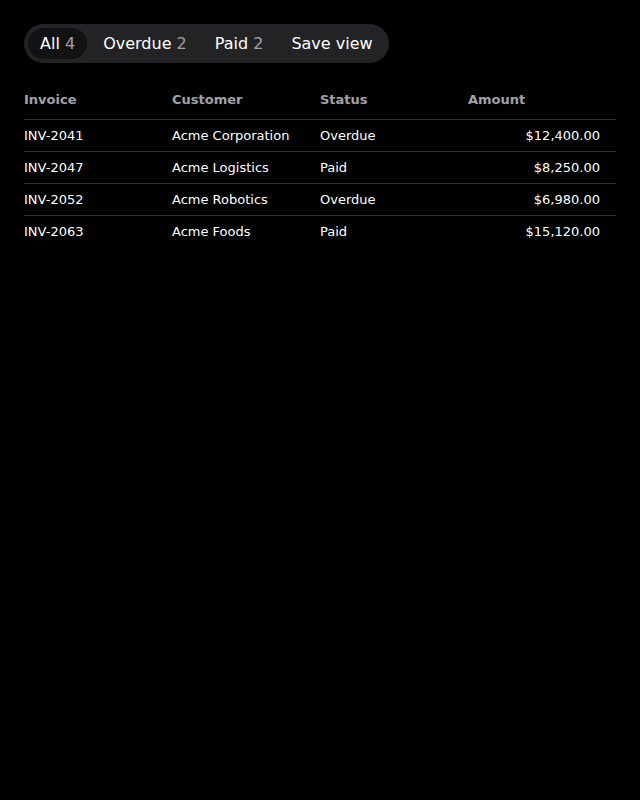 All 4 Overdue 2 Paid 2 Save view
Invoice Customer Status Amount
INV-2041 Acme Corporation Overdue $12,400.00
INV-2047 Acme Logistics Paid $8,250.00
INV-2052 Acme Robotics Overdue $6,980.00
INV-2063 Acme Foods Paid $15,120.00